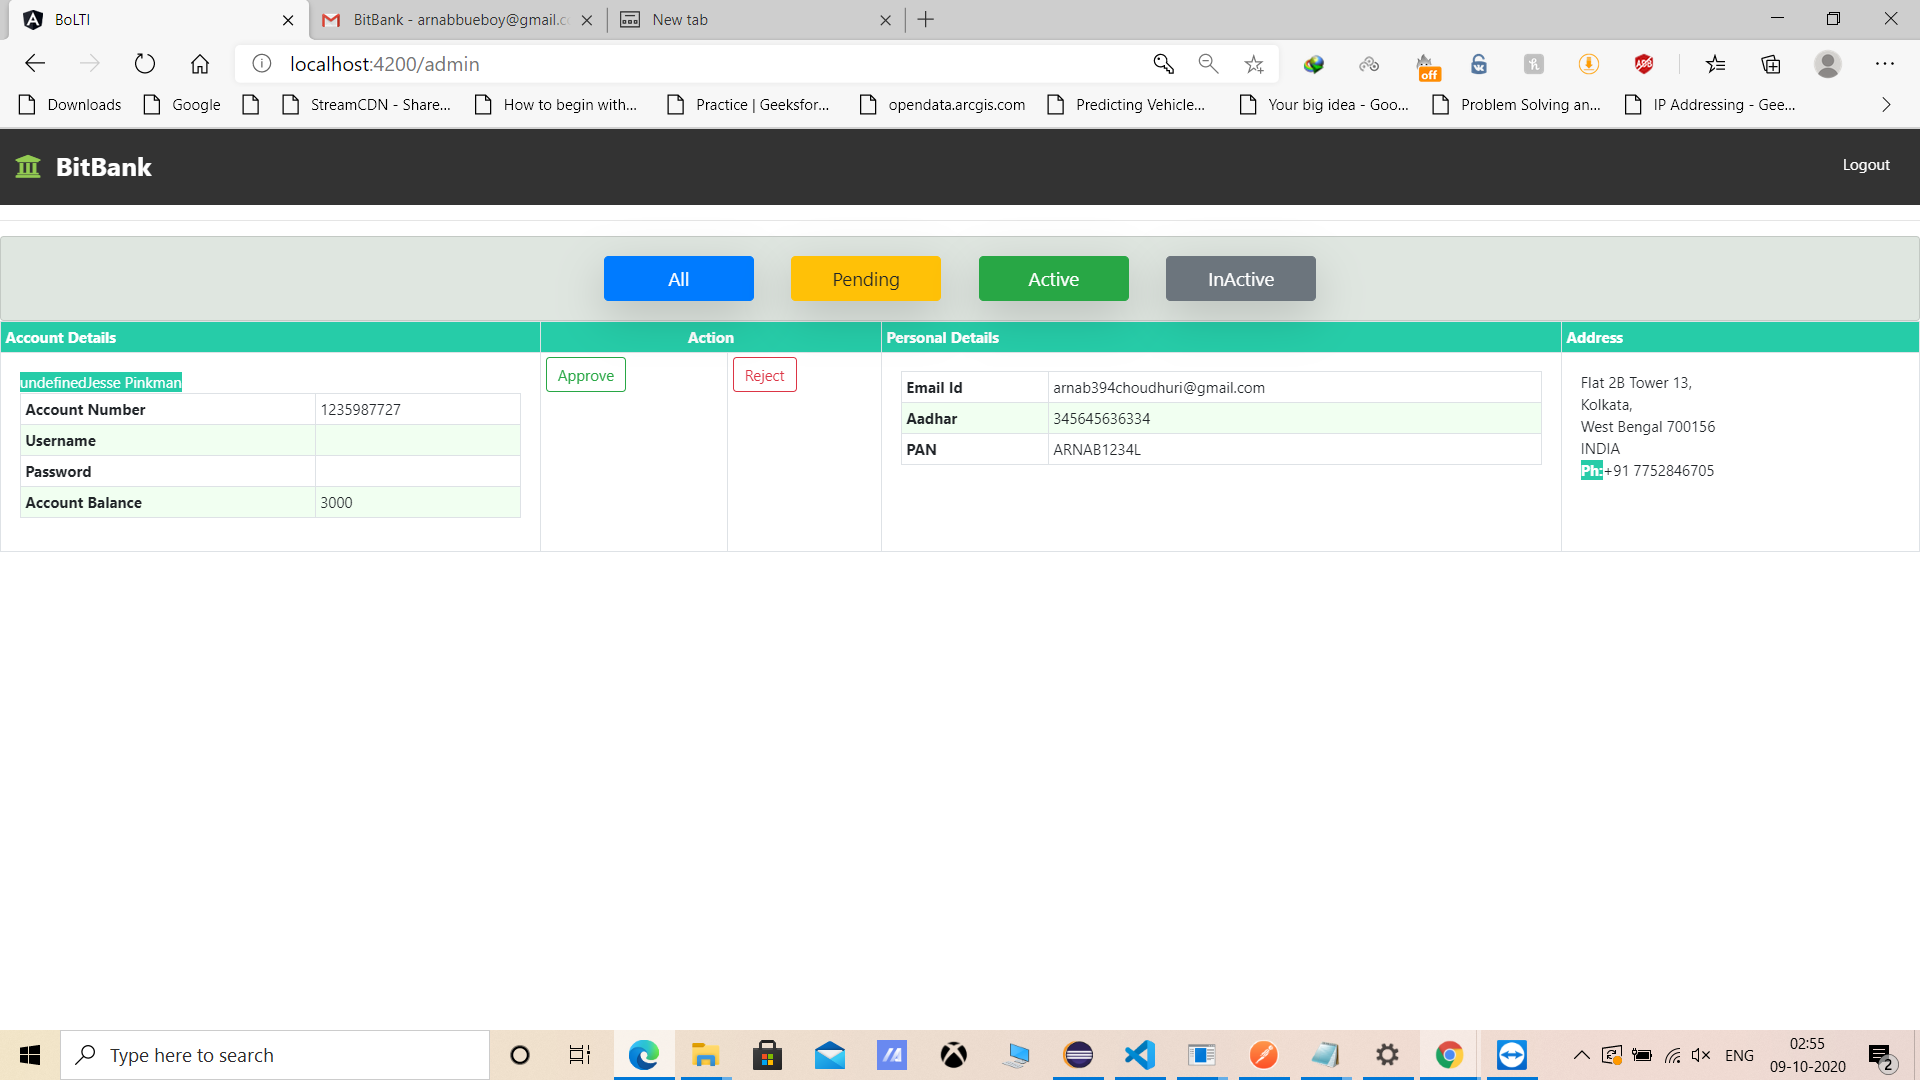 BoLTI
BitBank - arnabbueboy@gmail.c
New tab
localhost:4200/admin
off
Downloads
Google
StreamCDN - Share...
How to begin with...
Practice | Geeksfor...
opendata.arcgis.com
Predicting Vehicle...
Your big idea - Goo...
Problem Solving an...
IP Addressing - Gee...
BitBank
Logout
All
Pending
Active
InActive
Account Details
Action
Personal Details
Address
undefinedJesse Pinkman
Account Number 1235987727
Username
Password
Account Balance 3000
Approve
Reject
Email Id arnab394choudhuri@gmail.com
Aadhar 345645636334
PAN ARNAB1234L
Flat 2B Tower 13,
Kolkata,
West Bengal 700156
INDIA
Ph:+91 7752846705
Type here to search
ENG
02:55
09-10-2020
2